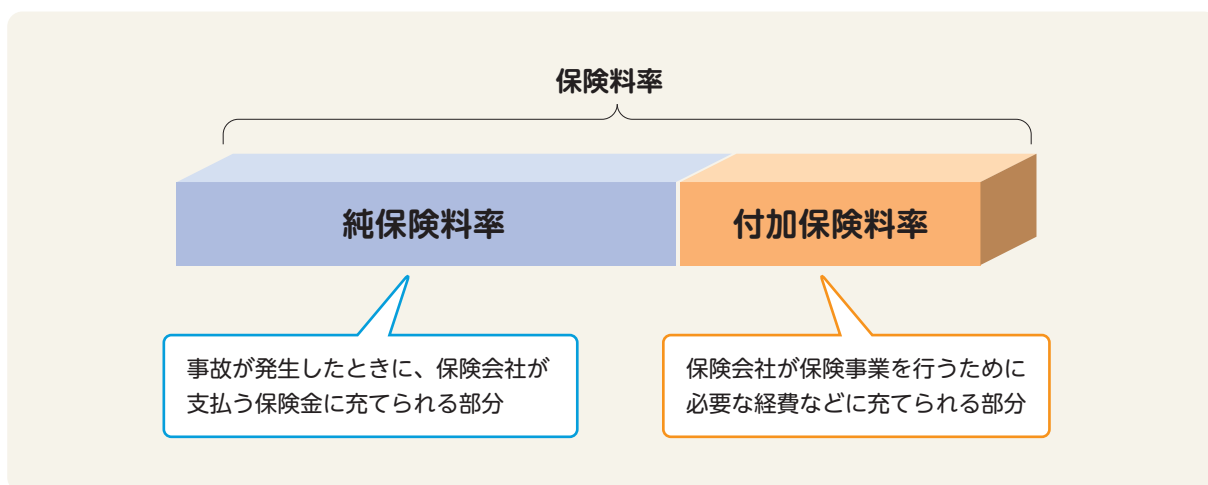 保険料率
純保険料率
付加保険料率
事故が発生したときに、保険会社が
支払う保険金に充てられる部分
保険会社が保険事業を行うために
必要な経費などに充てられる部分